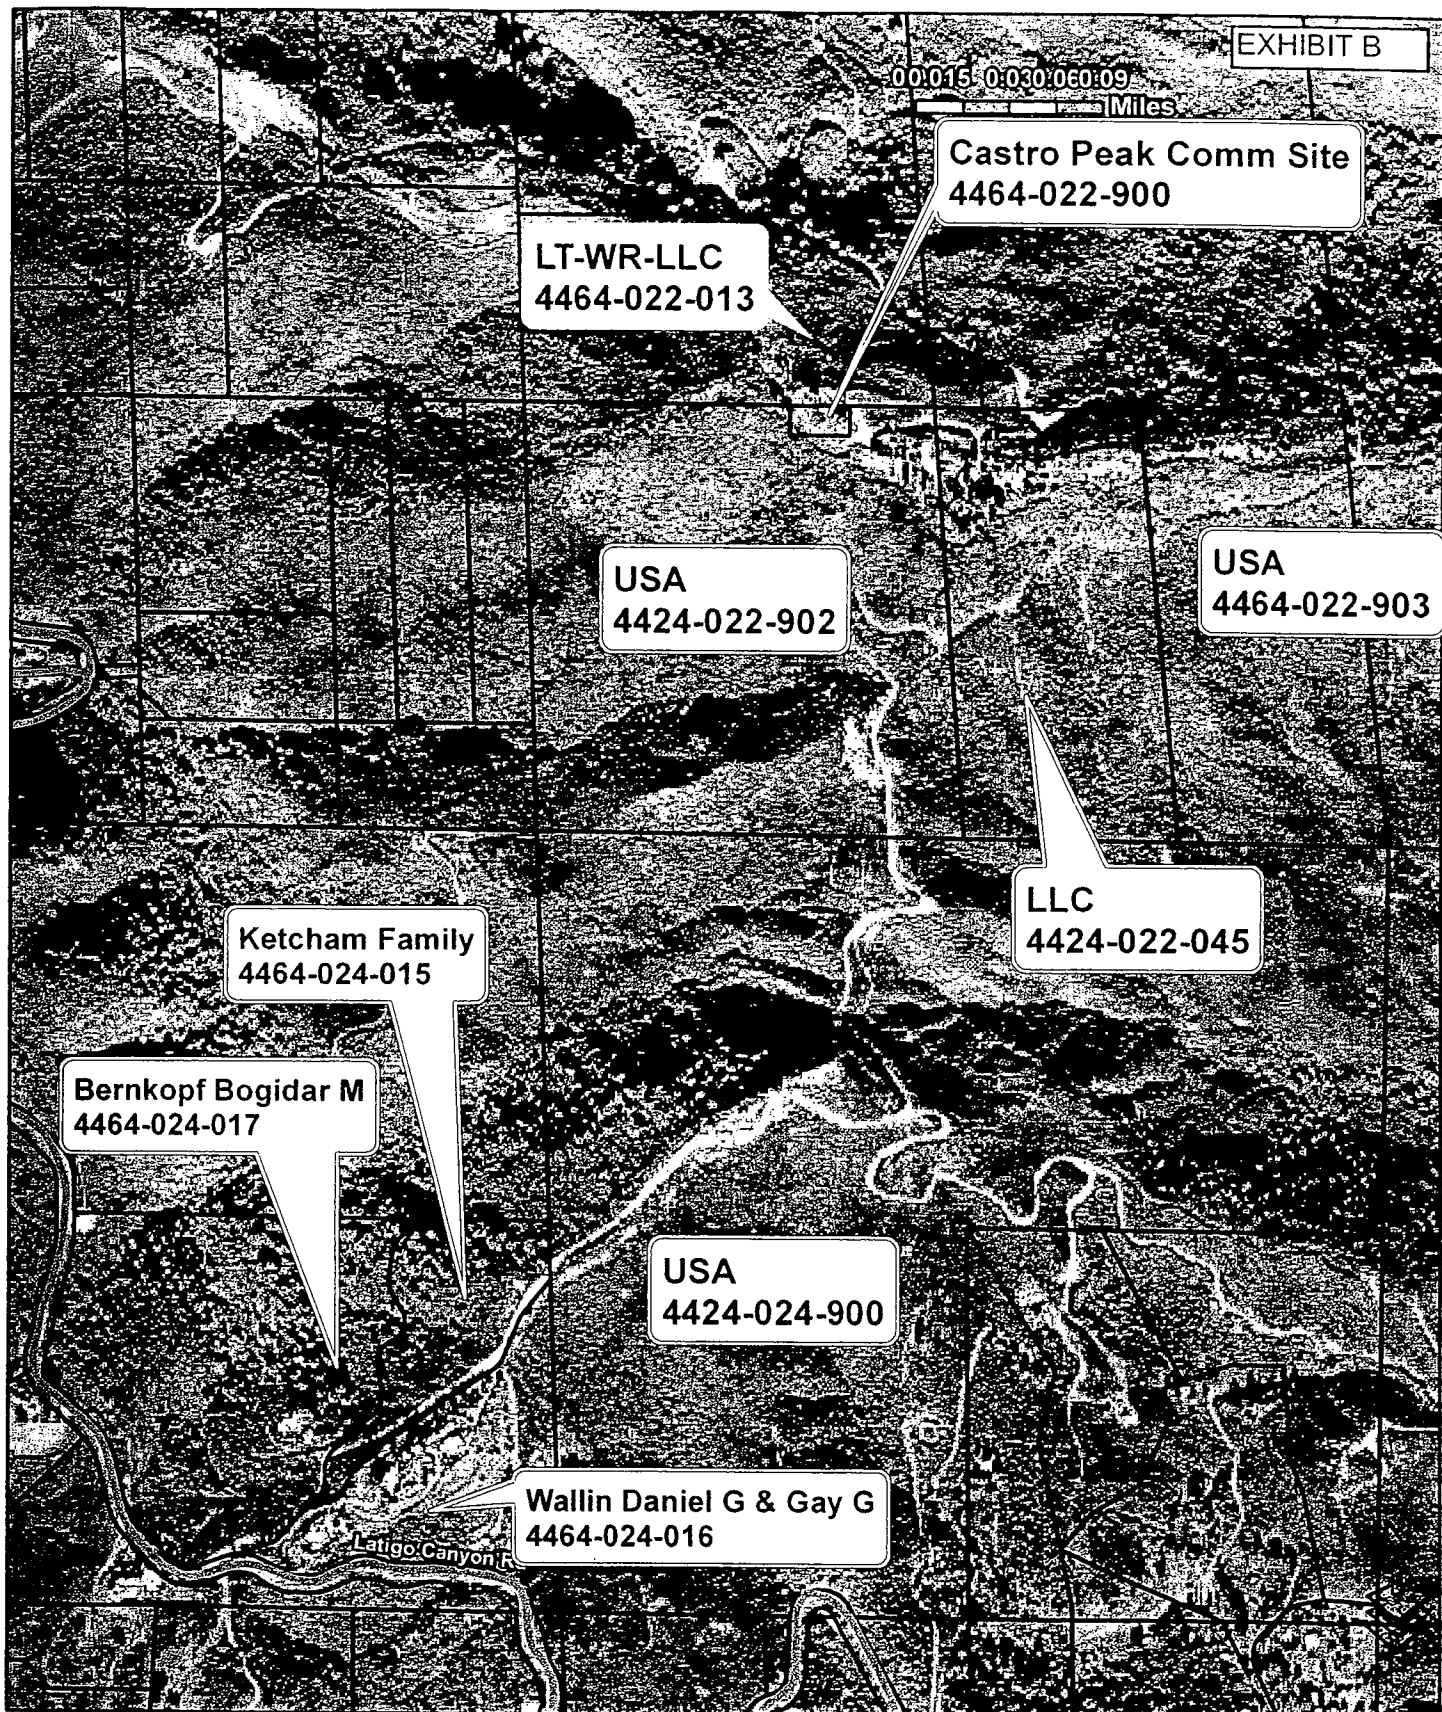 EXHIBIT B
00.015 0.03 0.06 0.09
Miles
Castro Peak Comm Site
4464-022-900
LT-WR-LLC
4464-022-013
USA
4424-022-902
USA
4464-022-903
LLC
4424-022-045
Ketcham Family
4464-024-015
Bernkopf Bogidar M
4464-024-017
USA
4424-024-900
Wallin Daniel G & Gay G
4464-024-016
Latigo Canyon R